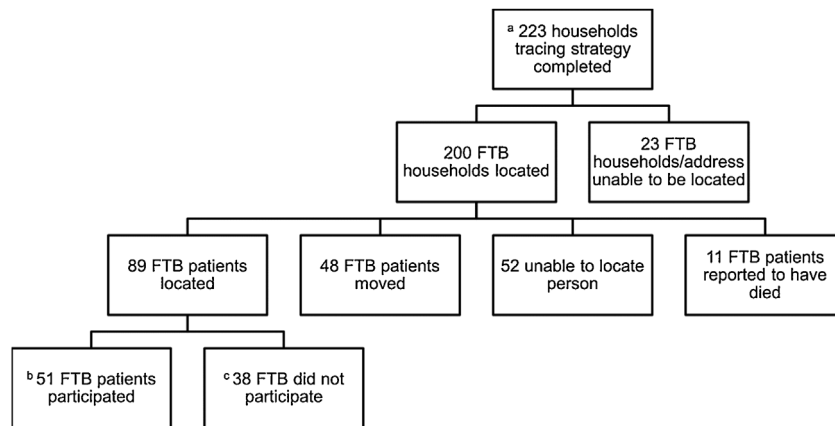 ᵃ 223 households
tracing strategy
completed
200 FTB
households located
23 FTB
households/address
unable to be located
89 FTB patients
located
48 FTB patients
moved
52 unable to locate
person
11 FTB patients
reported to have
died
ᵇ 51 FTB patients
participated
ᶜ 38 FTB did not
participate